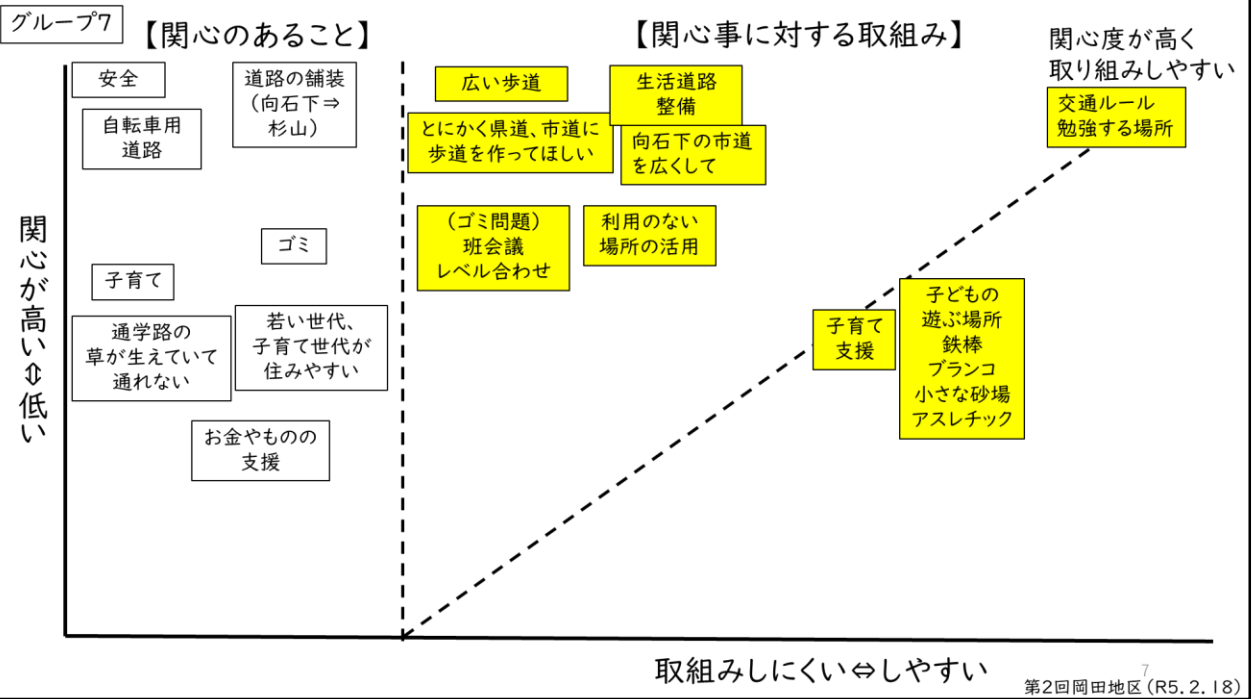 グループ7
【関心のあること】
【関心事に対する取組み】
関心度が高く
取り組みしやすい
安全
道路の舗装
(向石下⇒
杉山)
自転車用
道路
広い歩道
生活道路
整備
とにかく県道、市道に
歩道を作ってほしい
向石下の市道
を広くして
交通ルール
勉強する場所
ゴミ
(ゴミ問題)
班会議
レベル合わせ
利用のない
場所の活用
子育て
通学路の
草が生えていて
通れない
若い世代、
子育て世代が
住みやすい
子育て
支援
子どもの
遊ぶ場所
鉄棒
ブランコ
小さな砂場
アスレチック
お金やものの
支援
関心が高い⇔低い
取組みしにくい⇔しやすい
7
第2回岡田地区(R5.2.18)